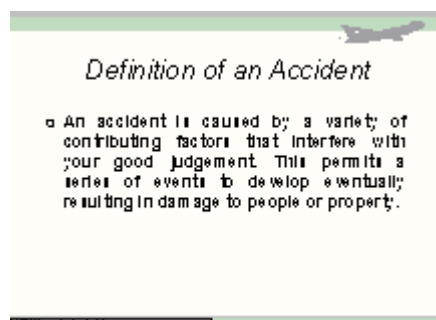 Definition of an Accident
An accident is caused by a variety of
contributing factors that interfere with
your good judgement. This permits a
series of events to develop eventually
resulting in damage to people or property.